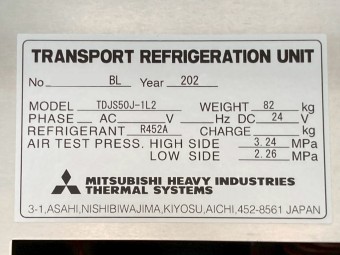 TRANSPORT REFRIGERATION UNIT
No. BL Year 202
MODEL TDJS50J-1L2 WEIGHT 82 kg
PHASE AC V Hz DC 24 V
REFRIGERANT R452A CHARGE kg
AIR TEST PRESS. HIGH SIDE 3.24 MPa
LOW SIDE 2.26 MPa
MITSUBISHI HEAVY INDUSTRIES
THERMAL SYSTEMS
3-1, ASAHI, NISHIBIWAJIMA, KIYOSU, AICHI, 452-8561 JAPAN